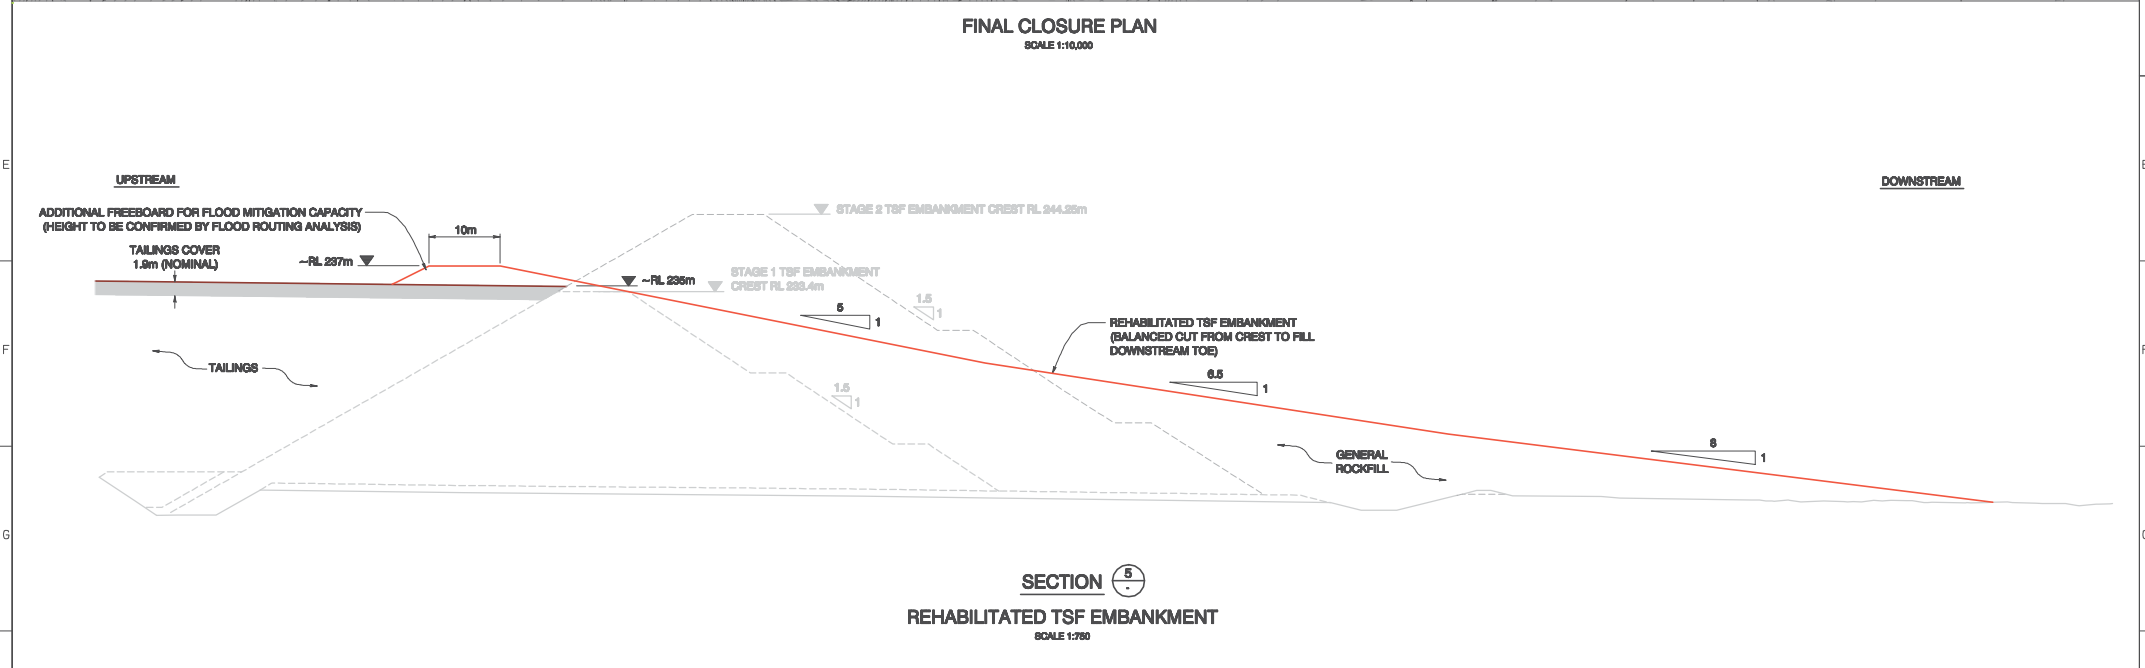 FINAL CLOSURE PLAN
SCALE 1:10,000
E
UPSTREAM
DOWNSTREAM
ADDITIONAL FREEBOARD FOR FLOOD MITIGATION CAPACITY
(HEIGHT TO BE CONFIRMED BY FLOOD ROUTING ANALYSIS)
STAGE 2 TSF EMBANKMENT CREST RL 244.25m
10m
TAILINGS COVER
1.9m (NOMINAL)
~RL 237m
STAGE 1 TSF EMBANKMENT
CREST RL 233.4m
~RL 235m
1.5
1
5
1
REHABILITATED TSF EMBANKMENT
(BALANCED CUT FROM CREST TO FILL
DOWNSTREAM TOE)
F
TAILINGS
6.5
1
1.5
1
8
1
GENERAL
ROCKFILL
G
SECTION
5
-
REHABILITATED TSF EMBANKMENT
SCALE 1:750